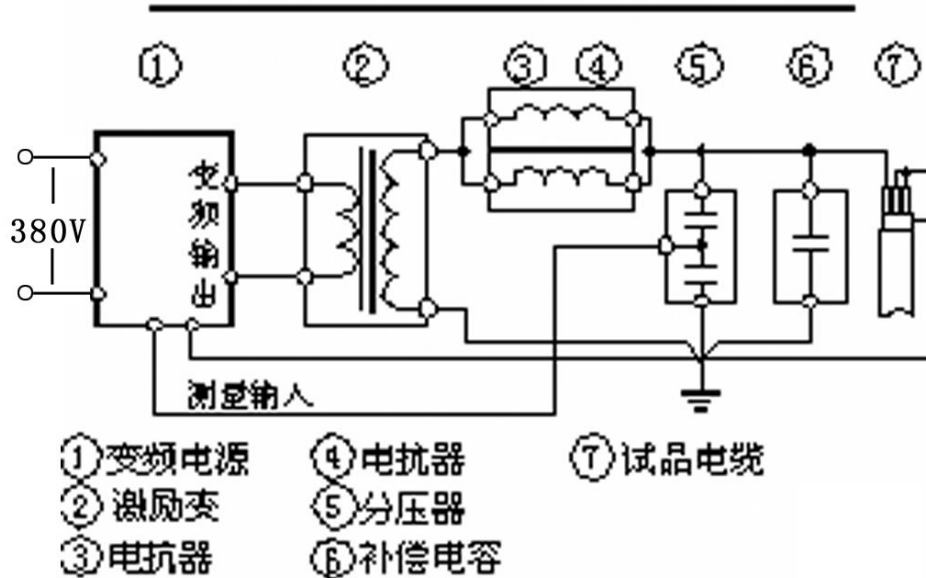 ① ② ③ ④ ⑤ ⑥ ⑦
变频输出
380V
测量输入
①变频电源 ④电抗器 ⑦试品电缆
②激励变 ⑤分压器
③电抗器 ⑥补偿电容